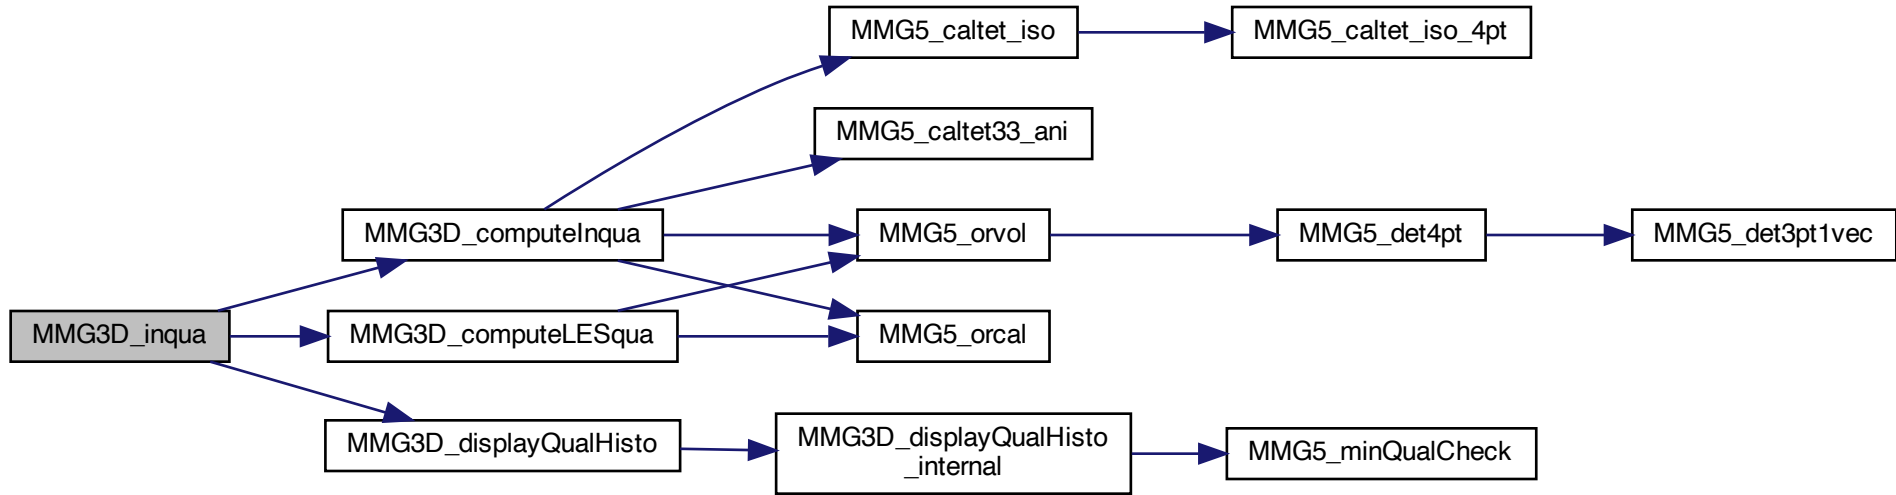 MMG5_caltet_iso
MMG5_caltet_iso_4pt
MMG5_caltet33_ani
MMG3D_computeInqua
MMG5_orvol
MMG5_det4pt
MMG5_det3pt1vec
MMG3D_inqua
MMG3D_computeLESqua
MMG5_orcal
MMG3D_displayQualHisto
MMG3D_displayQualHisto
_internal
MMG5_minQualCheck